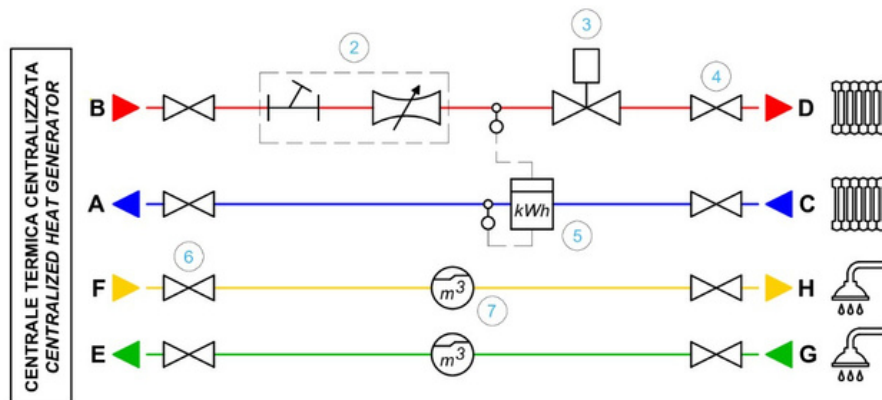 CENTRALE TERMICA CENTRALIZZATA
CENTRALIZED HEAT GENERATOR
2
3
4
B
D
A
kWh
C
5
6
F
m³
H
7
E
m³
G